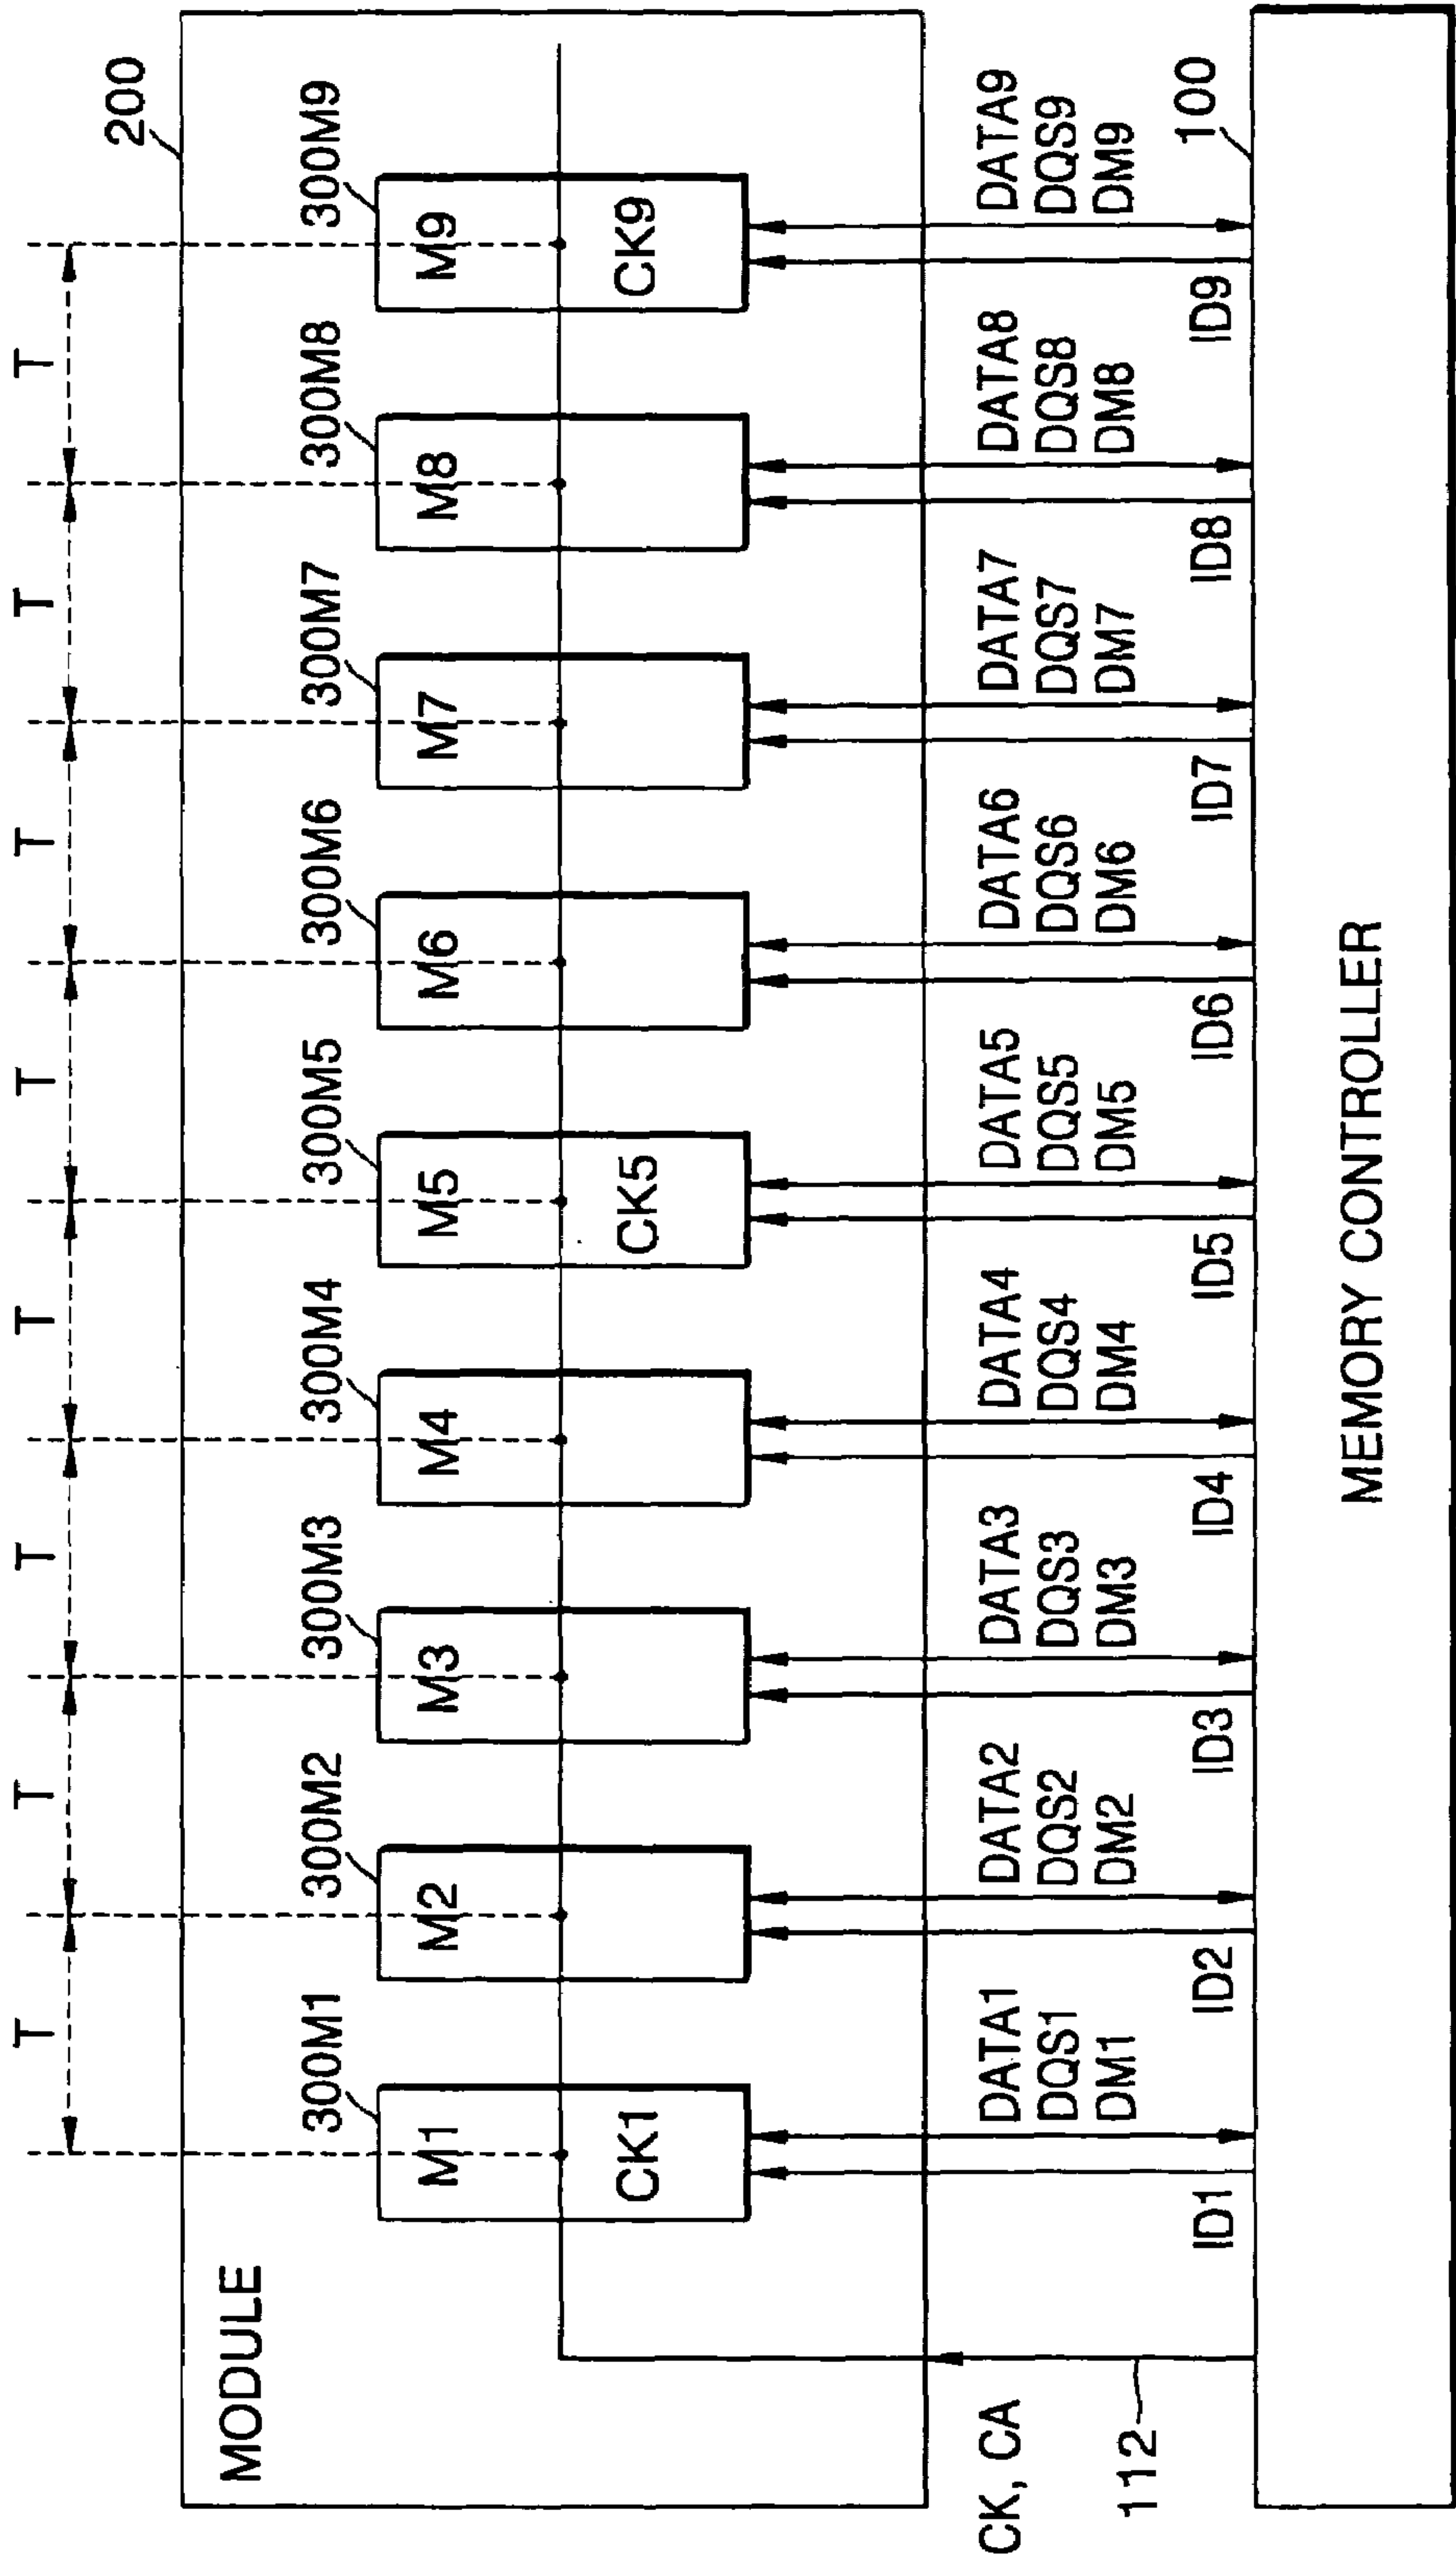 T T T T T T T T
200
MODULE
300M1 300M2 300M3 300M4 300M5 300M6 300M7 300M8 300M9
M1 M2 M3 M4 M5 M6 M7 M8 M9
CK1 CK5 CK9
CK, CA
DATA1 DATA2 DATA3 DATA4 DATA5 DATA6 DATA7 DATA8 DATA9
DQS1 DQS2 DQS3 DQS4 DQS5 DQS6 DQS7 DQS8 DQS9
DM1 DM2 DM3 DM4 DM5 DM6 DM7 DM8 DM9
112
100
ID1 ID2 ID3 ID4 ID5 ID6 ID7 ID8 ID9
MEMORY CONTROLLER